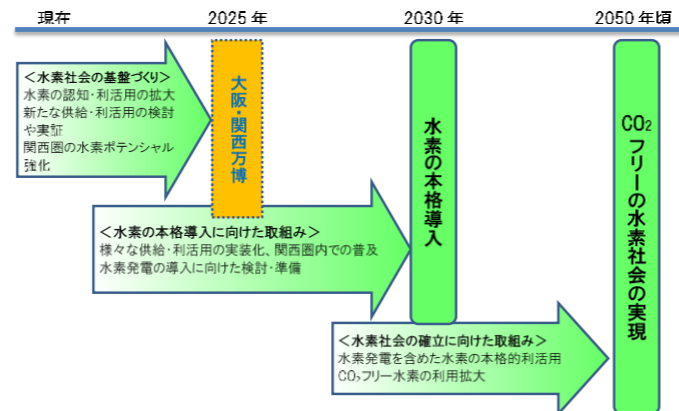 現在
2025年
2030年
2050年頃
＜水素社会の基盤づくり＞
水素の認知・利活用の拡大
新たな供給・利活用の検討
や実証
関西圏の水素ポテンシャル
強化
大阪・関西万博
＜水素の本格導入に向けた取組み＞
様々な供給・利活用の実装化、関西圏内での普及
水素発電の導入に向けた検討・準備
水素の本格導入
＜水素社会の確立に向けた取組み＞
水素発電を含めた水素の本格的利活用
CO₂フリー水素の利用拡大
CO₂フリーの水素社会の実現